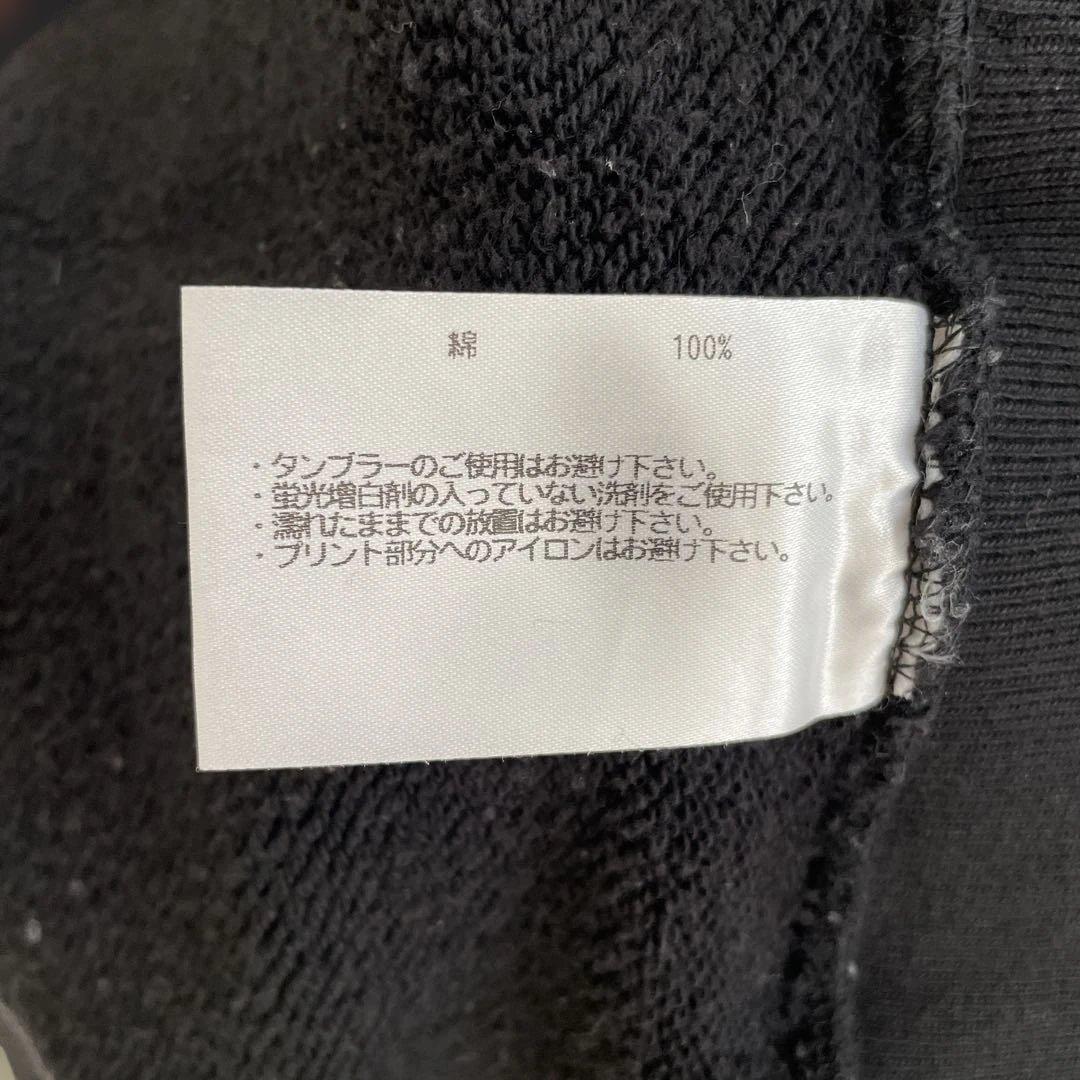 綿 100%
・タンブラーのご使用はお避け下さい。
・蛍光増白剤の入っていない洗剤をご使用下さい。
・濡れたままでの放置はお避け下さい。
・プリント部分へのアイロンはお避け下さい。